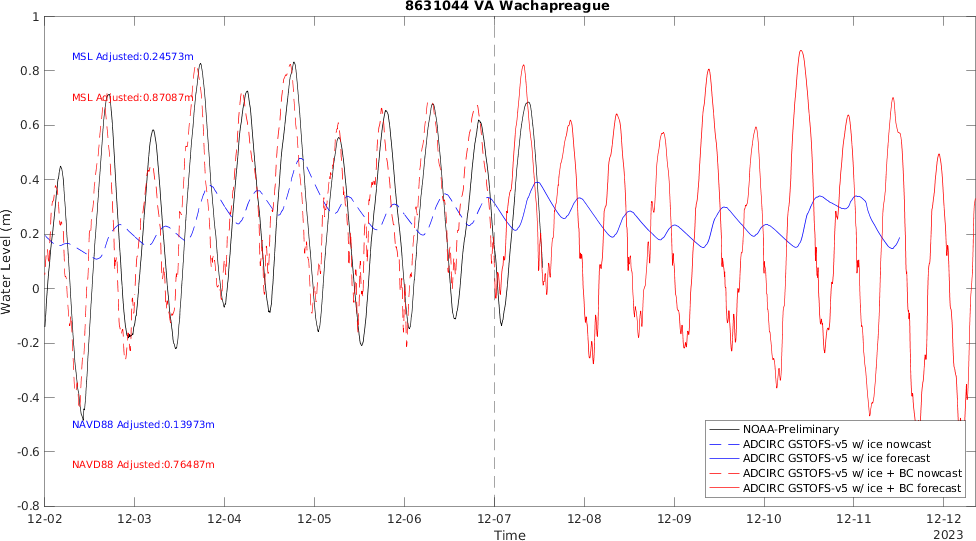 8631044 VA Wachapreague
1
0.8
0.6
0.4
0.2
0
-0.2
-0.4
-0.6
-0.8
Water Level (m)
MSL Adjusted:0.24573m
MSL Adjusted:0.87087m
NAVD88 Adjusted:0.13973m
NAVD88 Adjusted:0.76487m
NOAA-Preliminary
ADCIRC GSTOFS-v5 w/ ice nowcast
ADCIRC GSTOFS-v5 w/ ice forecast
ADCIRC GSTOFS-v5 w/ ice + BC nowcast
ADCIRC GSTOFS-v5 w/ ice + BC forecast
12-02 12-03 12-04 12-05 12-06 12-07 12-08 12-09 12-10 12-11 12-12
Time 2023